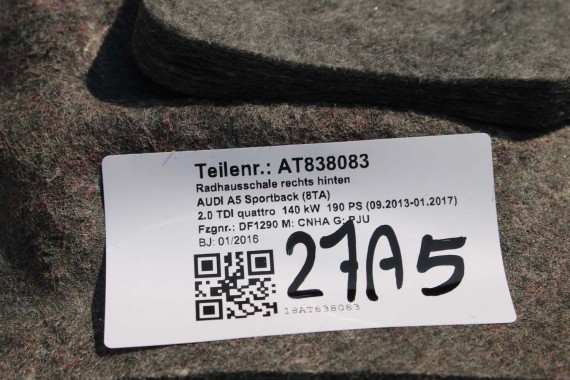 Teilenr.: AT838083
Radhausschale rechts hinten
AUDI A5 Sportback (8TA)
2.0 TDI quattro 140 kW 190 PS (09.2013-01.2017)
Fzgnr.: DF1290 M: CNHA G: PJU
BJ: 01/2016
27A5
18AT838083